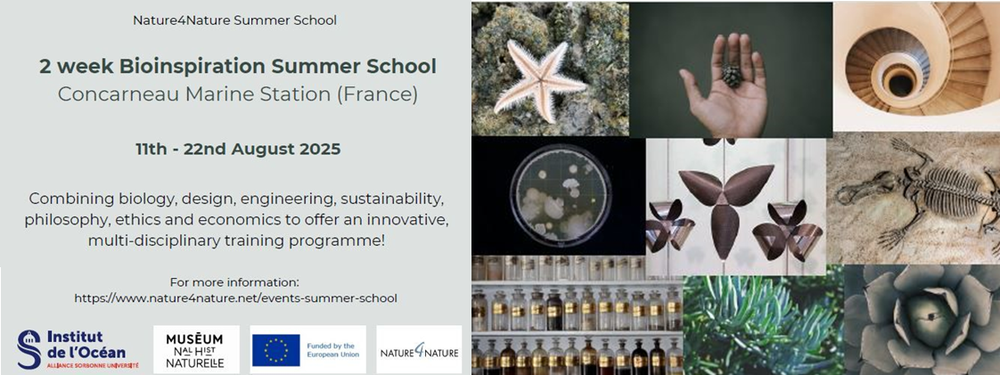 Nature4Nature Summer School
2 week Bioinspiration Summer School
Concarneau Marine Station (France)
11th - 22nd August 2025
Combining biology, design, engineering, sustainability,
philosophy, ethics and economics to offer an innovative,
multi-disciplinary training programme!
For more information:
https://www.nature4nature.net/events-summer-school
Institut
de l'Océan
ALLIANCE SORBONNE UNIVERSITÉ
MUSĒUM
NAL HIST
NATURELLE
Funded by the
European Union
NATURE4NATURE